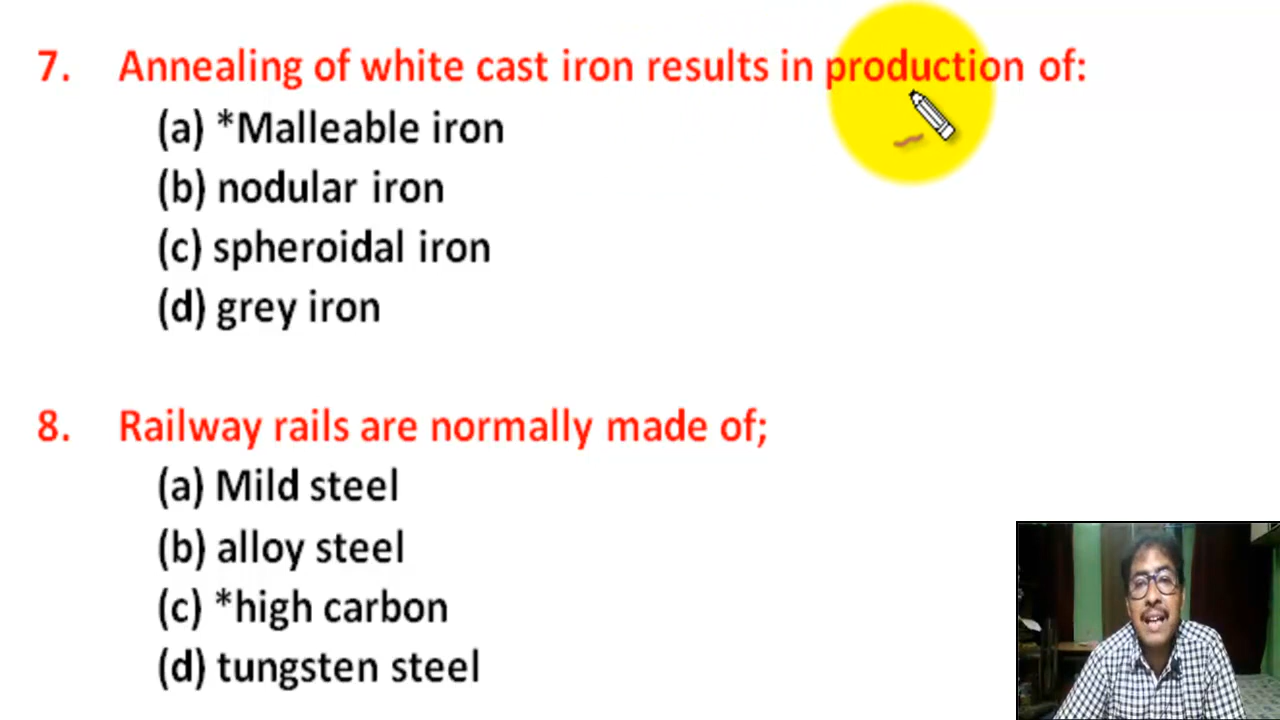 7. Annealing of white cast iron results in production of:
(a) *Malleable iron
(b) nodular iron
(c) spheroidal iron
(d) grey iron
8. Railway rails are normally made of;
(a) Mild steel
(b) alloy steel
(c) *high carbon
(d) tungsten steel